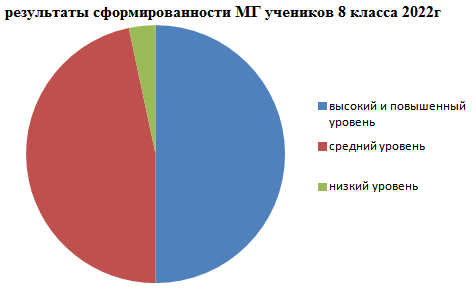 результаты сформированности МГ учеников 8 класса 2022г
высокий и повышенный
уровень
средний уровень
низкий уровень